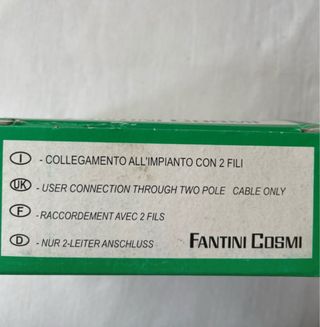 I - COLLEGAMENTO ALL'IMPIANTO CON 2 FILI
UK - USER CONNECTION THROUGH TWO POLE CABLE ONLY
F - RACCORDEMENT AVEC 2 FILS
D - NUR 2-LEITER ANSCHLUSS
FANTINI COSMI